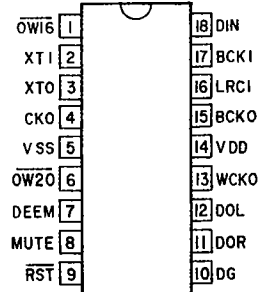 OW16 1 18 DIN
XTI 2 17 BCKI
XTO 3 16 LRCI
CKO 4 15 BCKO
VSS 5 14 VDD
OW20 6 13 WCKO
DEEM 7 12 DOL
MUTE 8 11 DOR
RST 9 10 DG